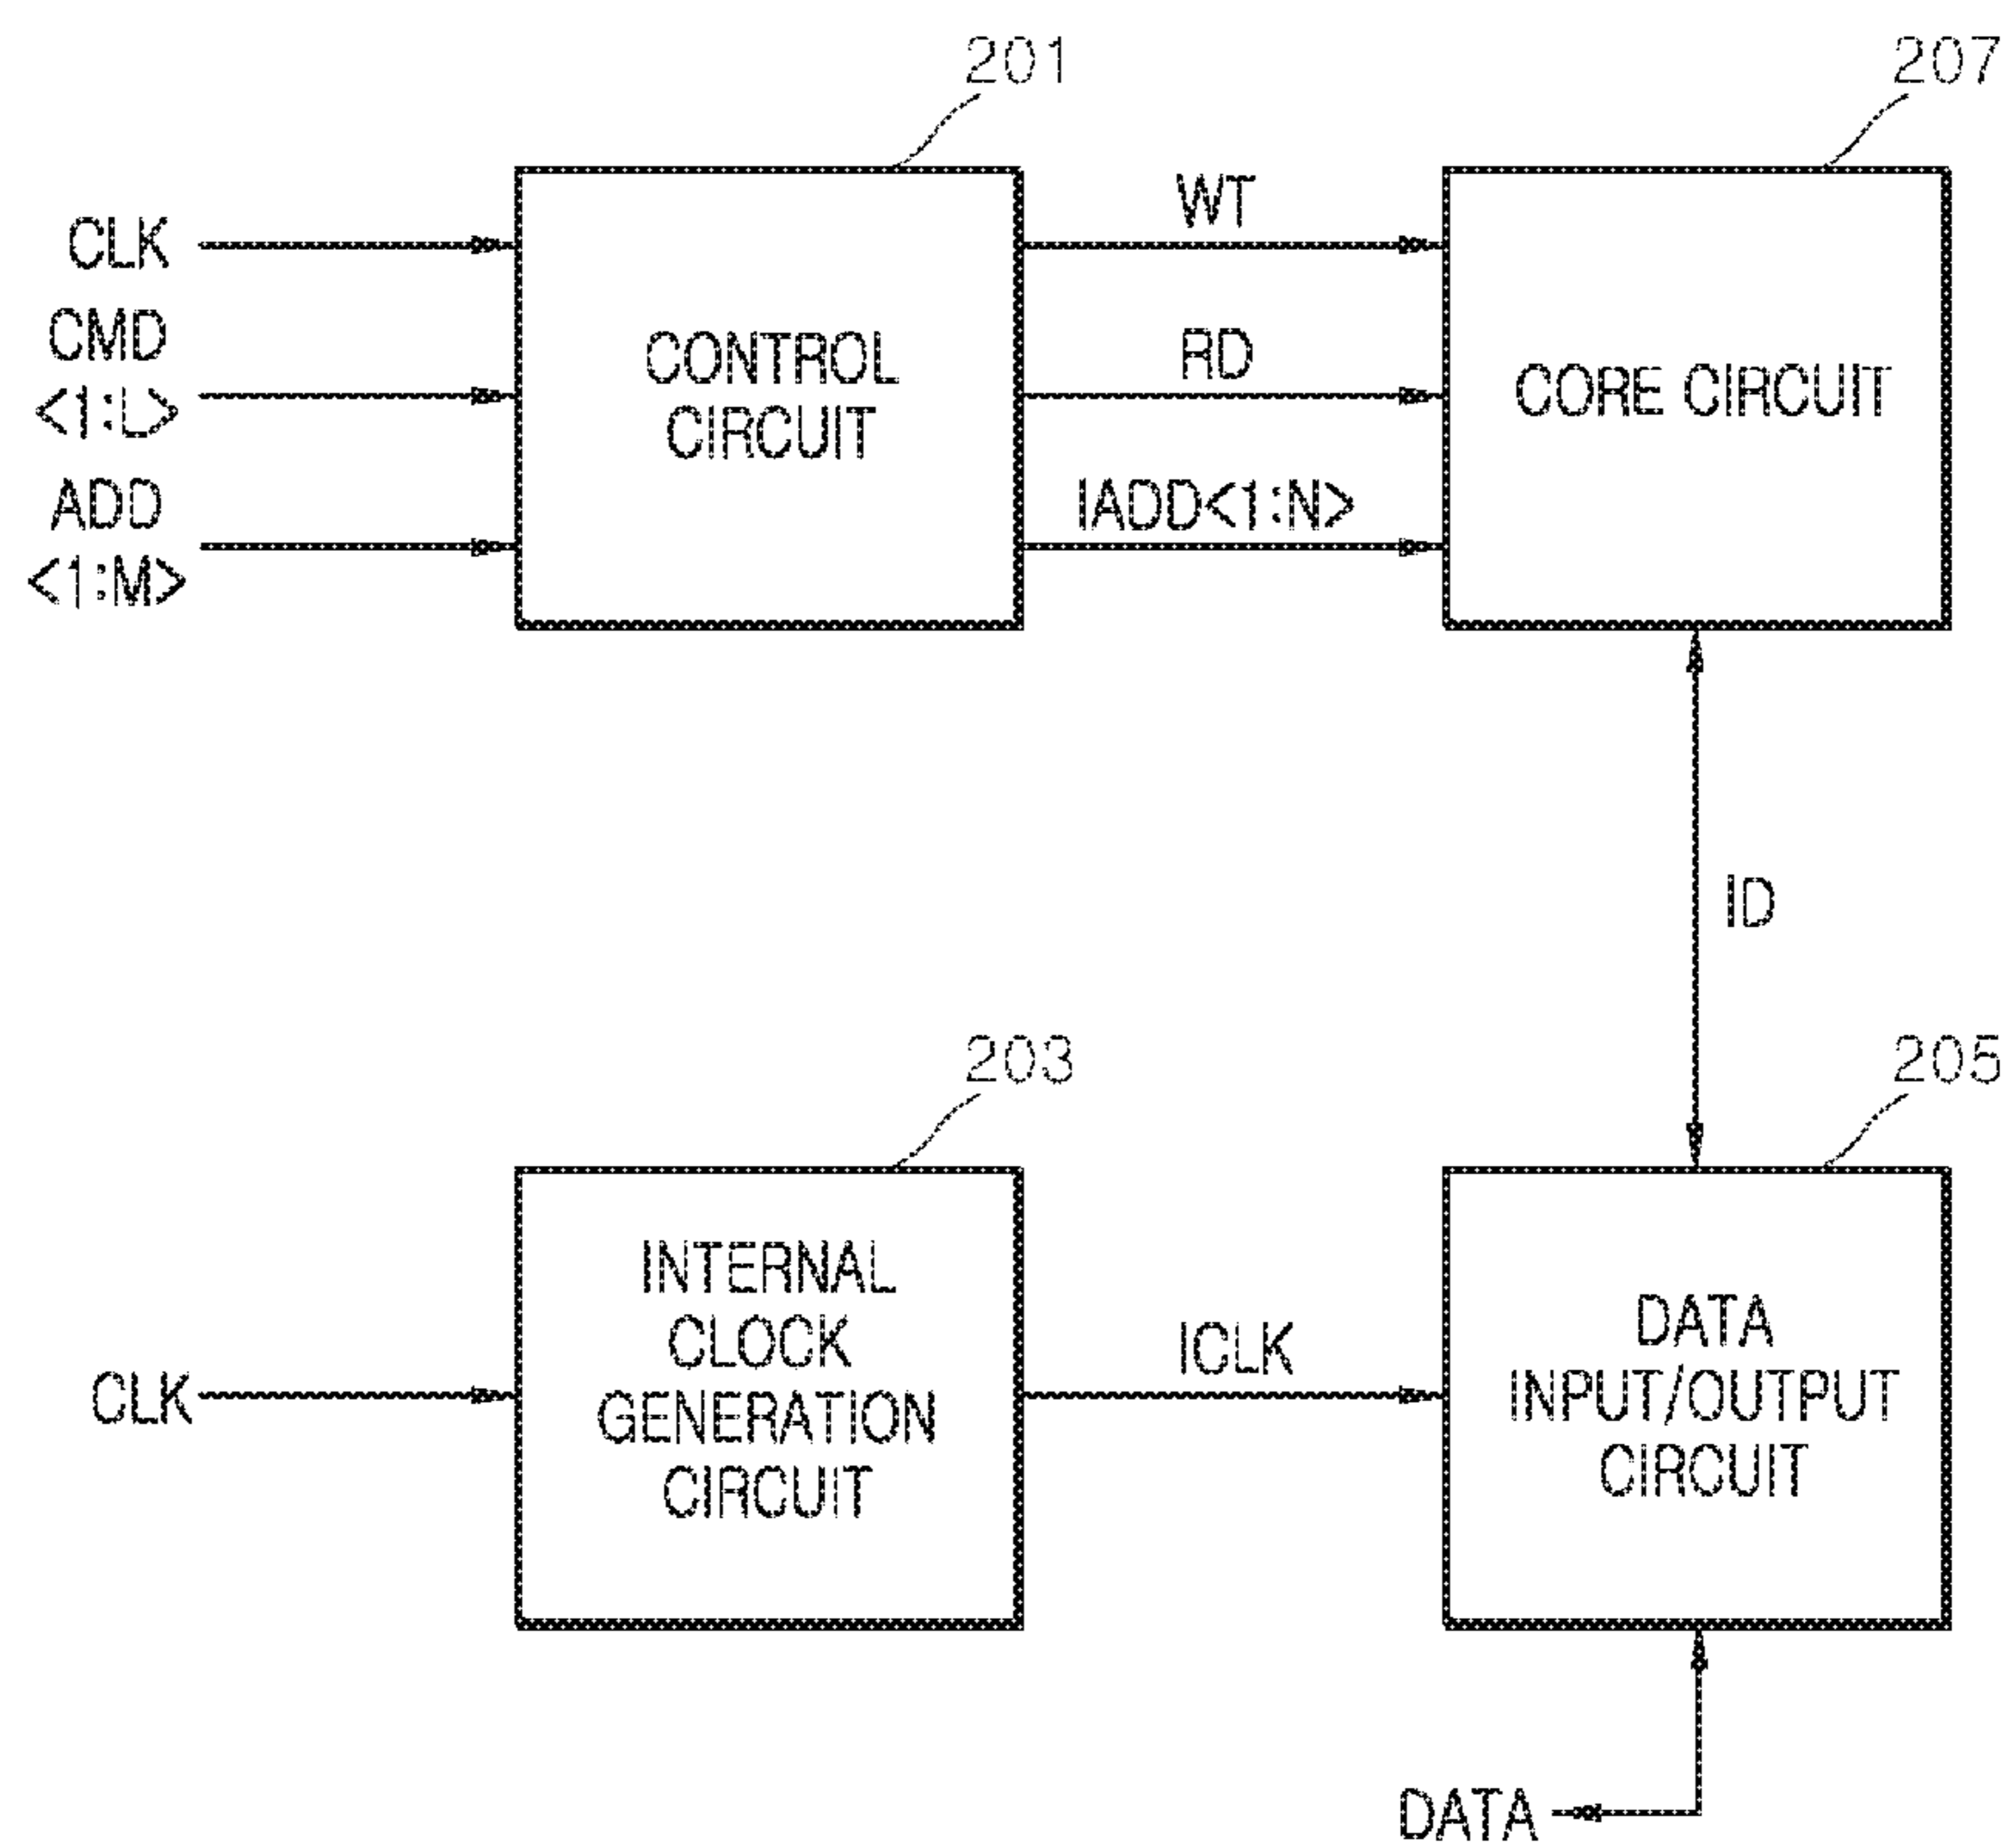 201
207
CLK
CMD
<1:L>
ADD
<1:M>
CONTROL
CIRCUIT
WT
RD
IADD<1:N>
CORE CIRCUIT
ID
203
205
CLK
INTERNAL
CLOCK
GENERATION
CIRCUIT
ICLK
DATA
INPUT/OUTPUT
CIRCUIT
DATA